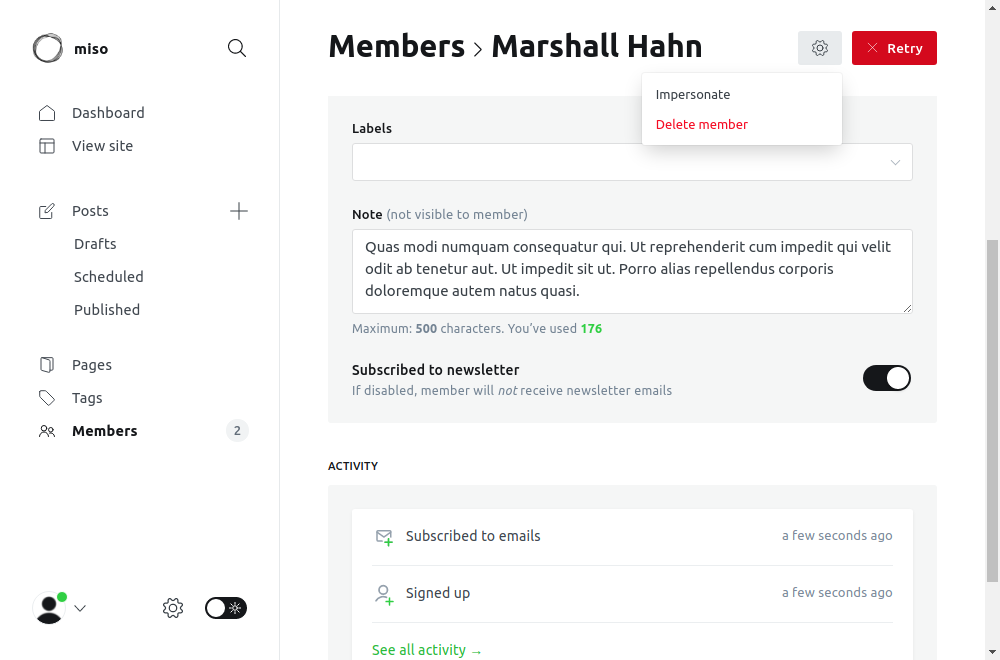 miso
Dashboard
View site
Posts
Drafts
Scheduled
Published
Pages
Tags
Members 2
Members > Marshall Hahn
Retry
Impersonate
Delete member
Labels
Note (not visible to member)
Quas modi numquam consequatur qui. Ut reprehenderit cum impedit qui velit
odit ab tenetur aut. Ut impedit sit ut. Porro alias repellendus corporis
doloremque autem natus quasi.
Maximum: 500 characters. You’ve used 176
Subscribed to newsletter
If disabled, member will not receive newsletter emails
ACTIVITY
Subscribed to emails a few seconds ago
Signed up a few seconds ago
See all activity →